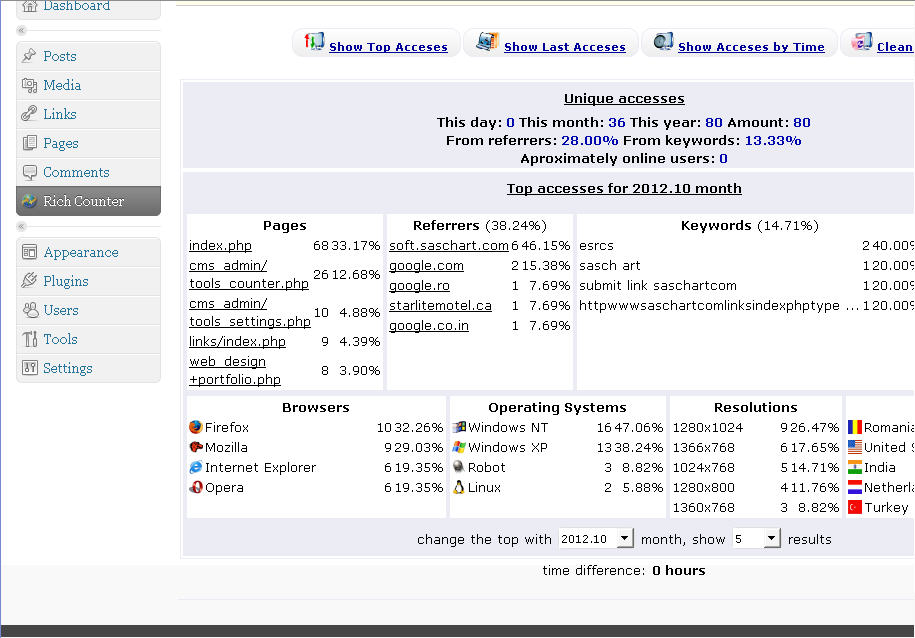 Dashboard
Posts
Media
Links
Pages
Comments
Rich Counter
Appearance
Plugins
Users
Tools
Settings
Show Top Acceses
Show Last Acceses
Show Acceses by Time
Clean
Unique accesses
This day: 0 This month: 36 This year: 80 Amount: 80
From referrers: 28.00% From keywords: 13.33%
Aproximately online users: 0
Top accesses for 2012.10 month
Pages
index.php 68 33.17%
cms_admin/
tools_counter.php 26 12.68%
cms_admin/
tools_settings.php 10 4.88%
links/index.php 9 4.39%
web_design
+portfolio.php 8 3.90%
Referrers (38.24%)
soft.saschart.com 6 46.15%
google.com 2 15.38%
google.ro 1 7.69%
starlitemotel.ca 1 7.69%
google.co.in 1 7.69%
Keywords (14.71%)
esrcs 2 40.00%
sasch art 1 20.00%
submit link saschartcom 1 20.00%
httpwwwsaschartcomlinksindexphptype ... 1 20.00%
Browsers
Firefox 10 32.26%
Mozilla 9 29.03%
Internet Explorer 6 19.35%
Opera 6 19.35%
Operating Systems
Windows NT 16 47.06%
Windows XP 13 38.24%
Robot 3 8.82%
Linux 2 5.88%
Resolutions
1280x1024 9 26.47%
1366x768 6 17.65%
1024x768 5 14.71%
1280x800 4 11.76%
1360x768 3 8.82%
Romania
United
India
Netherl
Turkey
change the top with 2012.10 month, show 5 results
time difference: 0 hours